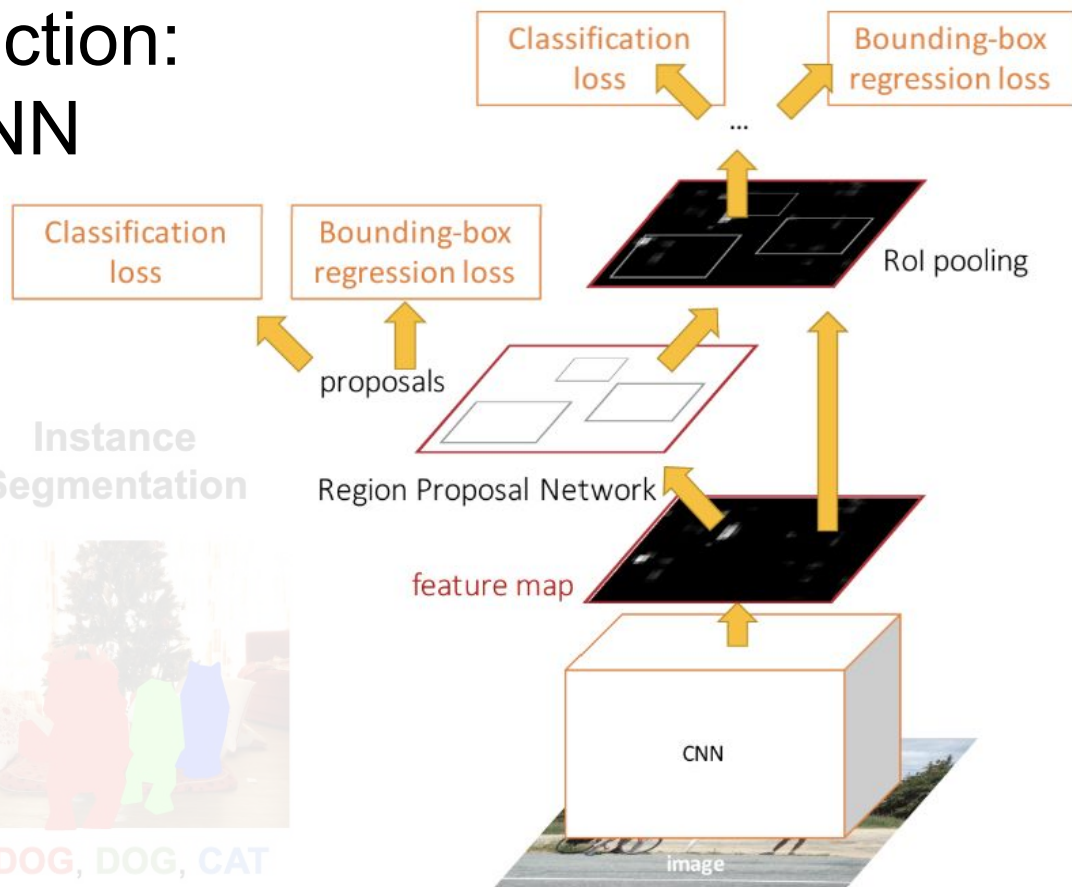 ction:
NN
Classification
loss
Bounding-box
regression loss
...
Classification
loss
Bounding-box
regression loss
RoI pooling
proposals
Instance
Segmentation
Region Proposal Network
feature map
CNN
image
DOG, DOG, CAT